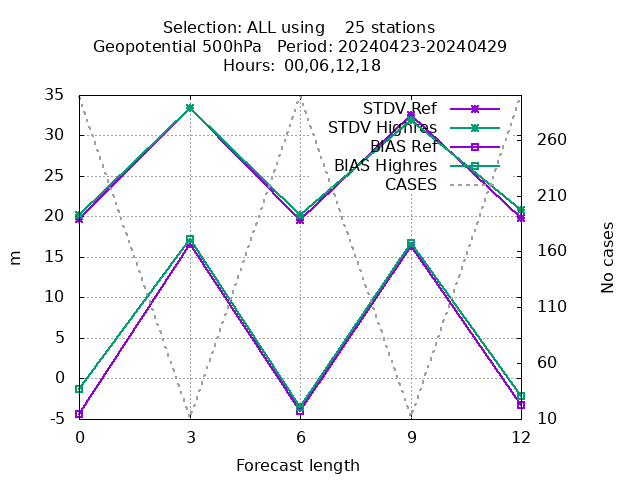 Selection: ALL using    25 stations
Geopotential 500hPa   Period: 20240423-20240429
Hours: 00,06,12,18
STDV Ref
STDV Highres
BIAS Ref
BIAS Highres
CASES
35
30
25
20
15
10
5
0
-5
m
260
210
160
110
60
10
No cases
0 3 6 9 12
Forecast length